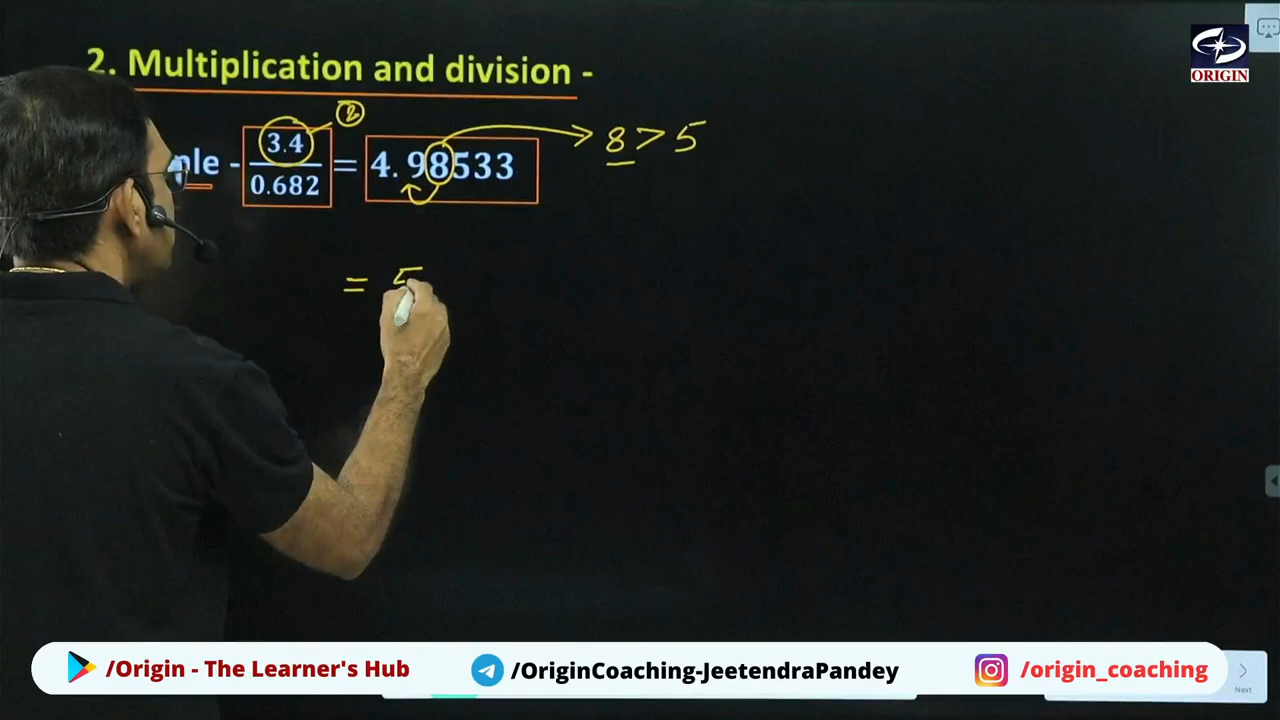 2. Multiplication and division -
ple - 3.4 / 0.682 = 4.98533
2
8 > 5
= 5
ORIGIN
/Origin - The Learner's Hub
/OriginCoaching-JeetendraPandey
/origin_coaching
Next